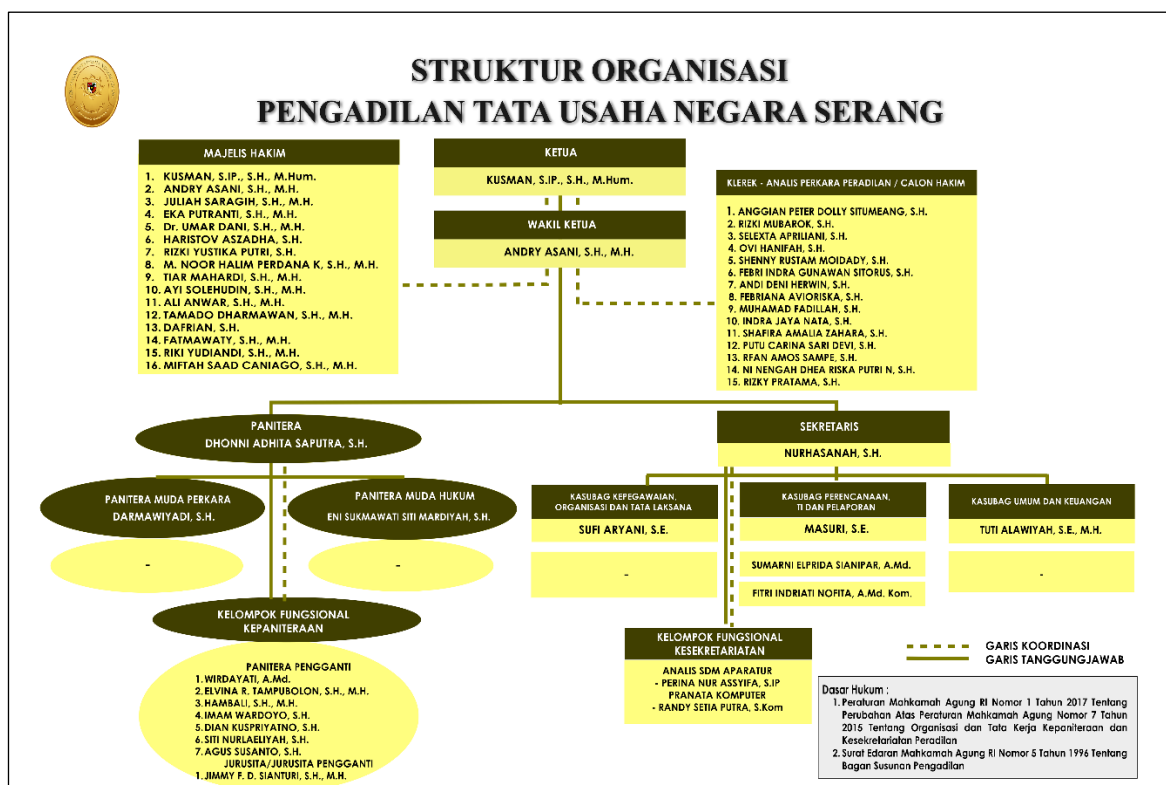 STRUKTUR ORGANISASI
PENGADILAN TATA USAHA NEGARA SERANG
MAJELIS HAKIM
1. KUSMAN, S.IP., S.H., M.Hum.
2. ANDRY ASANI, S.H., M.H.
3. JULIAH SARAGIH, S.H., M.H.
4. EKA PUTRANTI, S.H., M.H.
5. Dr. UMAR DANI, S.H., M.H.
6. HARISTOV ASZADHA, S.H.
7. RIZKI YUSTIKA PUTRI, S.H.
8. M. NOOR HALIM PERDANA K, S.H., M.H.
9. TIAR MAHARDI, S.H., M.H.
10. AYI SOLEHUDIN, S.H., M.H.
11. ALI ANWAR, S.H., M.H.
12. TAMADO DHARMAWAN, S.H., M.H.
13. DAFRIAN, S.H.
14. FATMAWATY, S.H., M.H.
15. RIKI YUDIANDI, S.H., M.H.
16. MIFTAH SAAD CANIAGO, S.H., M.H.
KETUA
KUSMAN, S.IP., S.H., M.Hum.
WAKIL KETUA
ANDRY ASANI, S.H., M.H.
KLEREK - ANALIS PERKARA PERADILAN / CALON HAKIM
1. ANGGIAN PETER DOLLY SITUMEANG, S.H.
2. RIZKI MUBAROK, S.H.
3. SELEXTA APRILIANI, S.H.
4. OVI HANIFAH, S.H.
5. SHENNY RUSTAM MOIDADY, S.H.
6. FEBRI INDRA GUNAWAN SITORUS, S.H.
7. ANDI DENI HERWIN, S.H.
8. FEBRIANA AVIORISKA, S.H.
9. MUHAMAD FADILLAH, S.H.
10. INDRA JAYA NATA, S.H.
11. SHAFIRA AMALIA ZAHARA, S.H.
12. PUTU CARINA SARI DEVI, S.H.
13. RFAN AMOS SAMPE, S.H.
14. NI NENGAH DHEA RISKA PUTRI N, S.H.
15. RIZKY PRATAMA, S.H.
PANITERA
DHONNI ADHITA SAPUTRA, S.H.
SEKRETARIS
NURHASANAH, S.H.
PANITERA MUDA PERKARA
DARMAWIYADI, S.H.
-
PANITERA MUDA HUKUM
ENI SUKMAWATI SITI MARDIYAH, S.H.
-
KASUBAG KEPEGAWAIAN,
ORGANISASI DAN TATA LAKSANA
SUFI ARYANI, S.E.
-
KASUBAG PERENCANAAN,
TI DAN PELAPORAN
MASURI, S.E.
SUMARNI ELPRIDA SIANIPAR, A.Md.
FITRI INDRIATI NOFITA, A.Md. Kom.
KASUBAG UMUM DAN KEUANGAN
TUTI ALAWIYAH, S.E., M.H.
-
KELOMPOK FUNGSIONAL
KEPANITERAAN
PANITERA PENGGANTI
1. WIRDAYATI, A.Md.
2. ELVINA R. TAMPUBOLON, S.H., M.H.
3. HAMBALI, S.H., M.H.
4. IMAM WARDOYO, S.H.
5. DIAN KUSPRIYATNO, S.H.
6. SITI NURLAELIYAH, S.H.
7. AGUS SUSANTO, S.H.
JURUSITA/JURUSITA PENGGANTI
1. JIMMY F. D. SIANTURI, S.H., M.H.
KELOMPOK FUNGSIONAL
KESEKRETARIATAN
ANALIS SDM APARATUR
- PERINA NUR ASSYIFA, S.IP
PRANATA KOMPUTER
- RANDY SETIA PUTRA, S.Kom
GARIS KOORDINASI
GARIS TANGGUNGJAWAB
Dasar Hukum :
1. Peraturan Mahkamah Agung RI Nomor 1 Tahun 2017 Tentang
Perubahan Atas Peraturan Mahkamah Agung Nomor 7 Tahun
2015 Tentang Organisasi dan Tata Kerja Kepaniteraan dan
Kesekretariatan Peradilan
2. Surat Edaran Mahkamah Agung RI Nomor 5 Tahun 1996 Tentang
Bagan Susunan Pengadilan